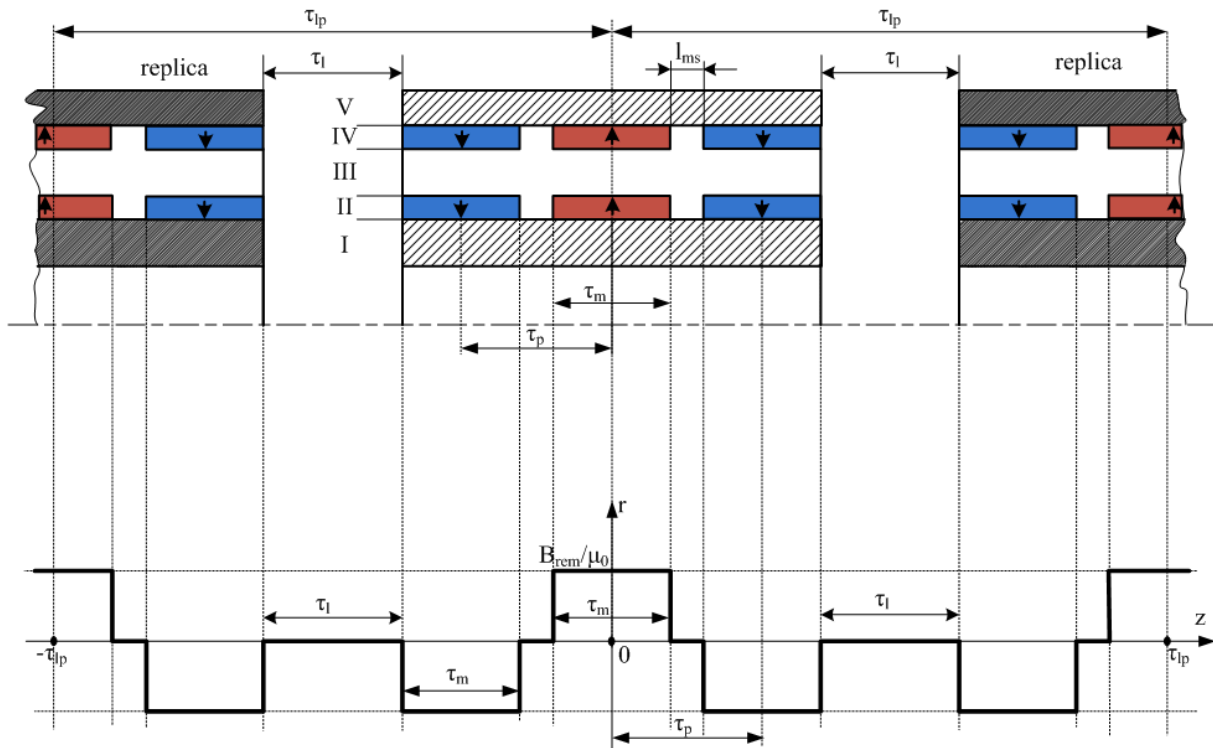 τlp τlp
replica τl lms τl replica
V
IV
III
II
I
τm
τp
r
Brem/μ0
τl τm τl
z
-τlp 0 τlp
τm
τp